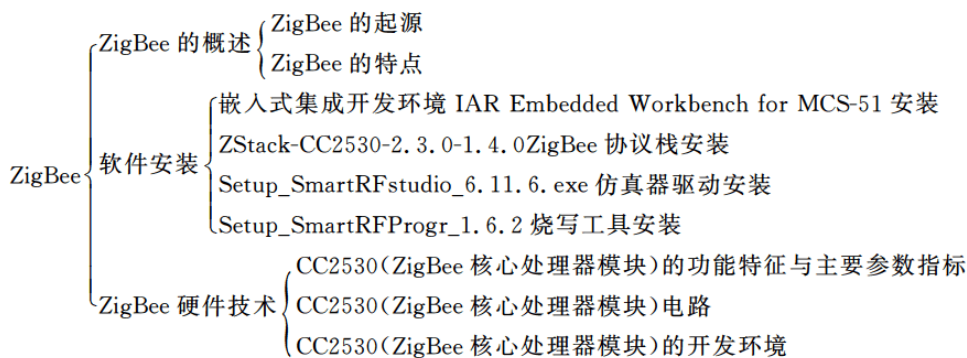 ZigBee
ZigBee 的概述
ZigBee 的起源
ZigBee 的特点
软件安装
嵌入式集成开发环境 IAR Embedded Workbench for MCS-51 安装
ZStack-CC2530-2.3.0-1.4.0ZigBee 协议栈安装
Setup_SmartRFstudio_6.11.6.exe 仿真器驱动安装
Setup_SmartRFProgr_1.6.2 烧写工具安装
ZigBee 硬件技术
CC2530(ZigBee 核心处理器模块)的功能特征与主要参数指标
CC2530(ZigBee 核心处理器模块)电路
CC2530(ZigBee 核心处理器模块)的开发环境